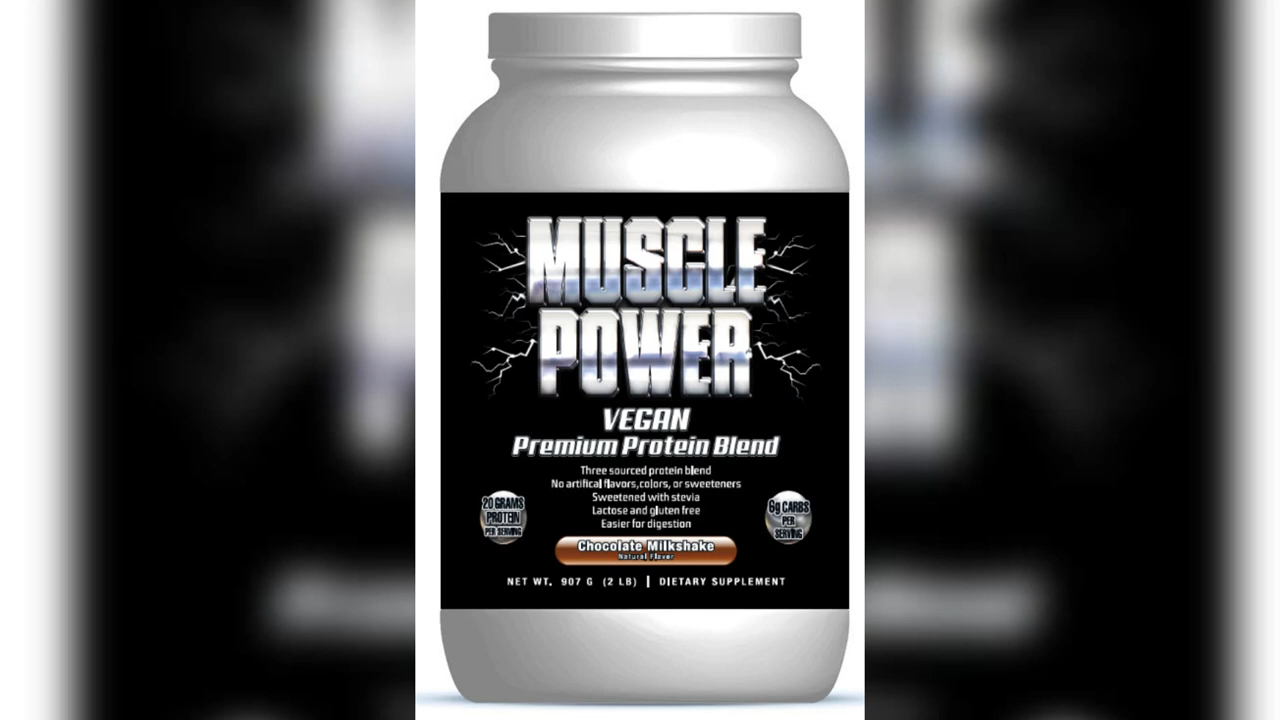 MUSCLE
POWER
VEGAN
Premium Protein Blend
Three sourced protein blend
No artifical flavors,colors, or sweeteners
Sweetened with stevia
Lactose and gluten free
Easier for digestion
20 GRAMS
PROTEIN
PER SERVING
6g CARBS
PER
SERVING
Chocolate Milkshake
Natural Flavor
NET WT. 907 G (2 LB) | DIETARY SUPPLEMENT